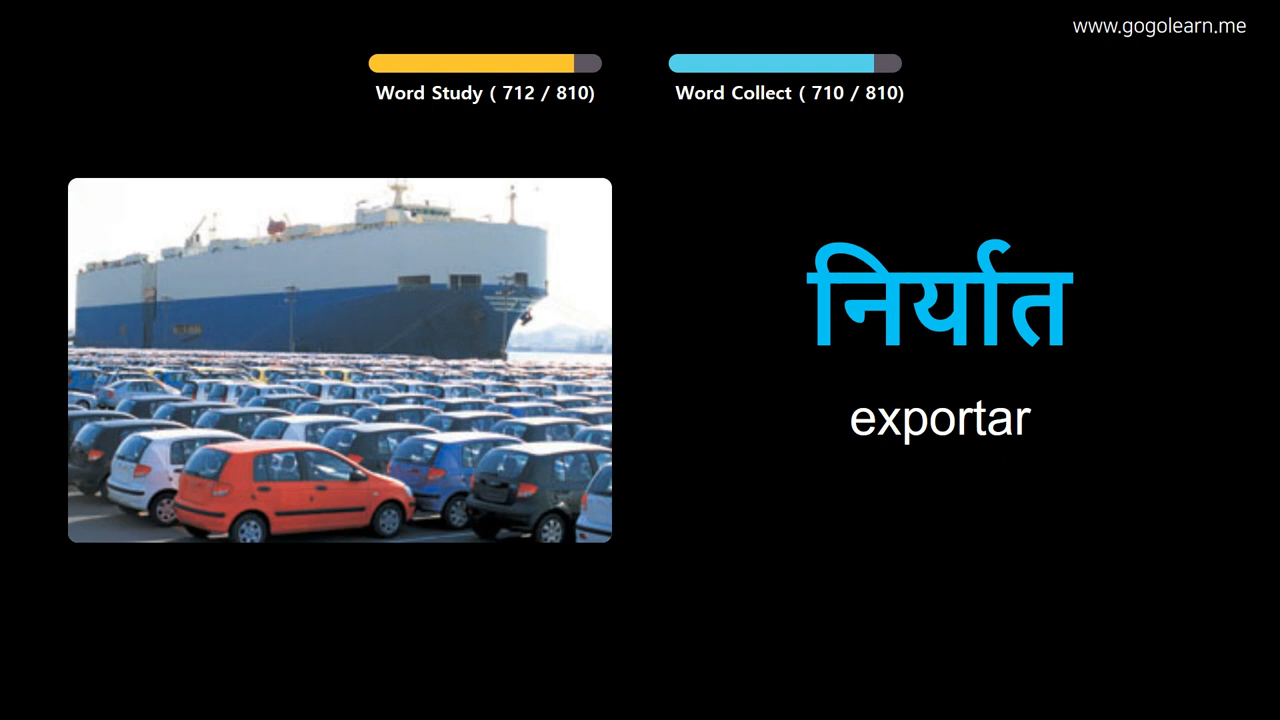 www.gogolearn.me
Word Study ( 712 / 810)
Word Collect ( 710 / 810)
निर्यात
exportar